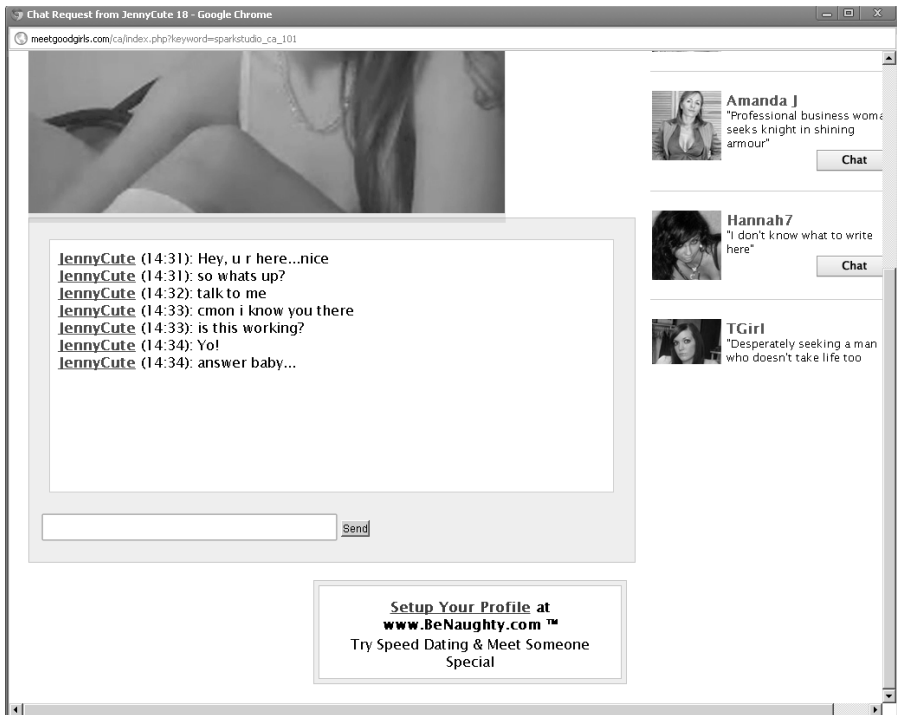 Chat Request from JennyCute 18 - Google Chrome
meetgoodgirls.com/ca/index.php?keyword=sparkstudio_ca_101
JennyCute (14:31): Hey, u r here...nice
JennyCute (14:31): so whats up?
JennyCute (14:32): talk to me
JennyCute (14:33): cmon i know you there
JennyCute (14:33): is this working?
JennyCute (14:34): Yo!
JennyCute (14:34): answer baby...
Send
Setup Your Profile at
www.BeNaughty.com ™
Try Speed Dating & Meet Someone
Special
Amanda J
"Professional business woma
seeks knight in shining
armour"
Chat
Hannah7
"I don't know what to write
here"
Chat
TGirl
"Desperately seeking a man
who doesn't take life too